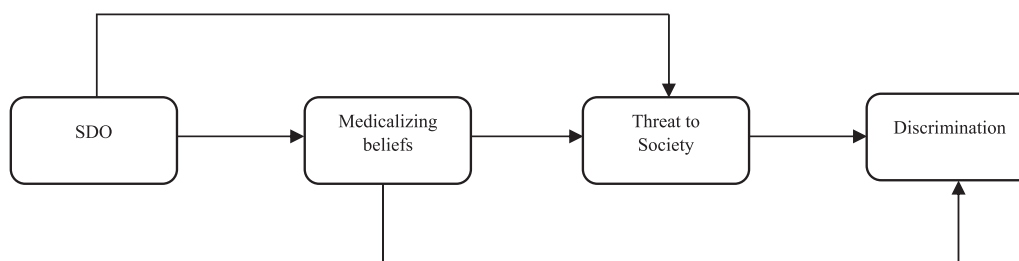 SDO
Medicalizing
beliefs
Threat to
Society
Discrimination